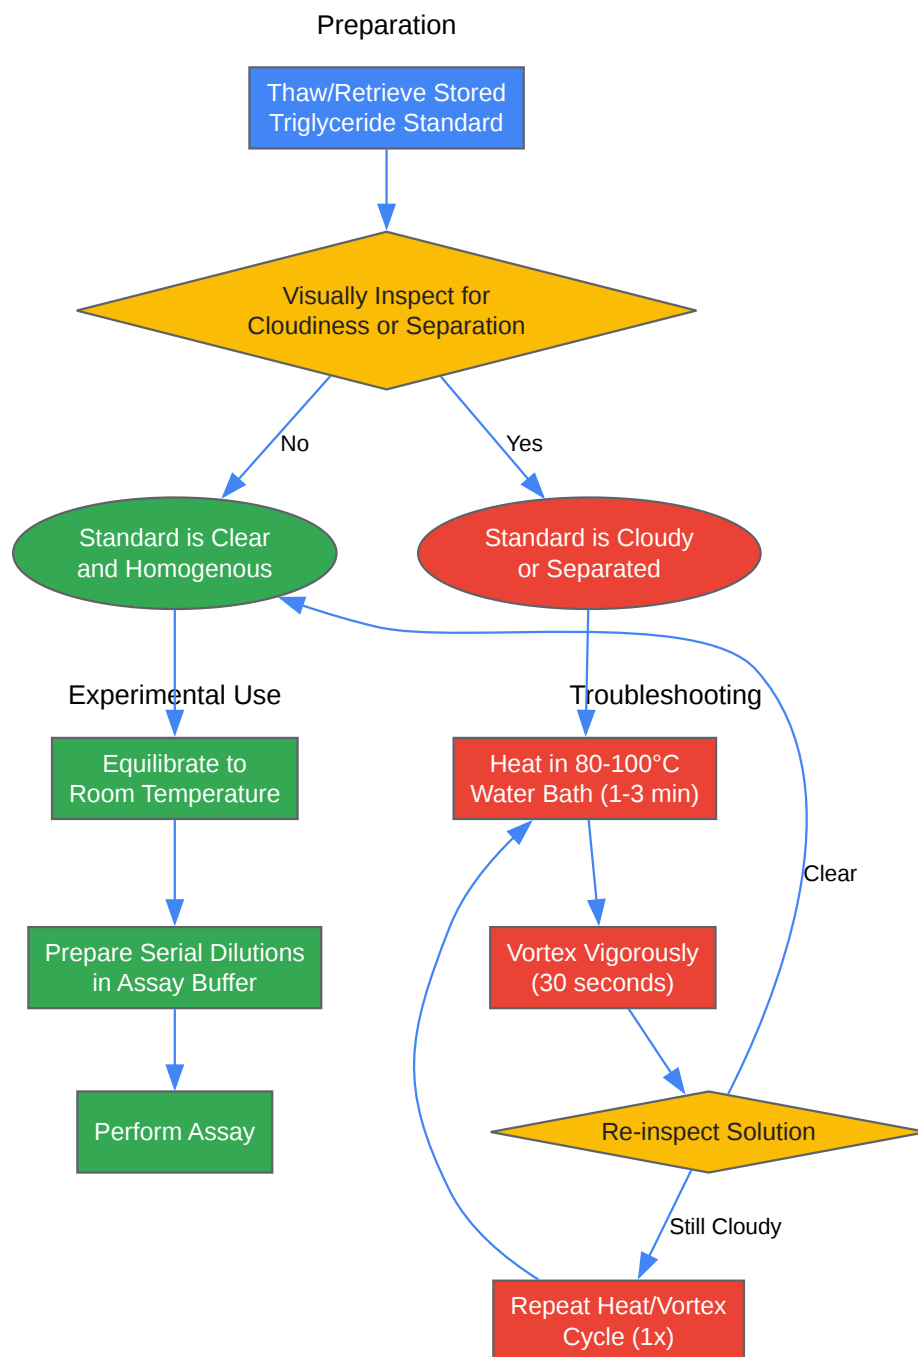 Preparation
Thaw/Retrieve Stored
Triglyceride Standard
Visually Inspect for
Cloudiness or Separation
No
Yes
Standard is Clear
and Homogenous
Standard is Cloudy
or Separated
Experimental Use
Troubleshooting
Equilibrate to
Room Temperature
Heat in 80-100°C
Water Bath (1-3 min)
Clear
Prepare Serial Dilutions
in Assay Buffer
Vortex Vigorously
(30 seconds)
Perform Assay
Re-inspect Solution
Still Cloudy
Repeat Heat/Vortex
Cycle (1x)